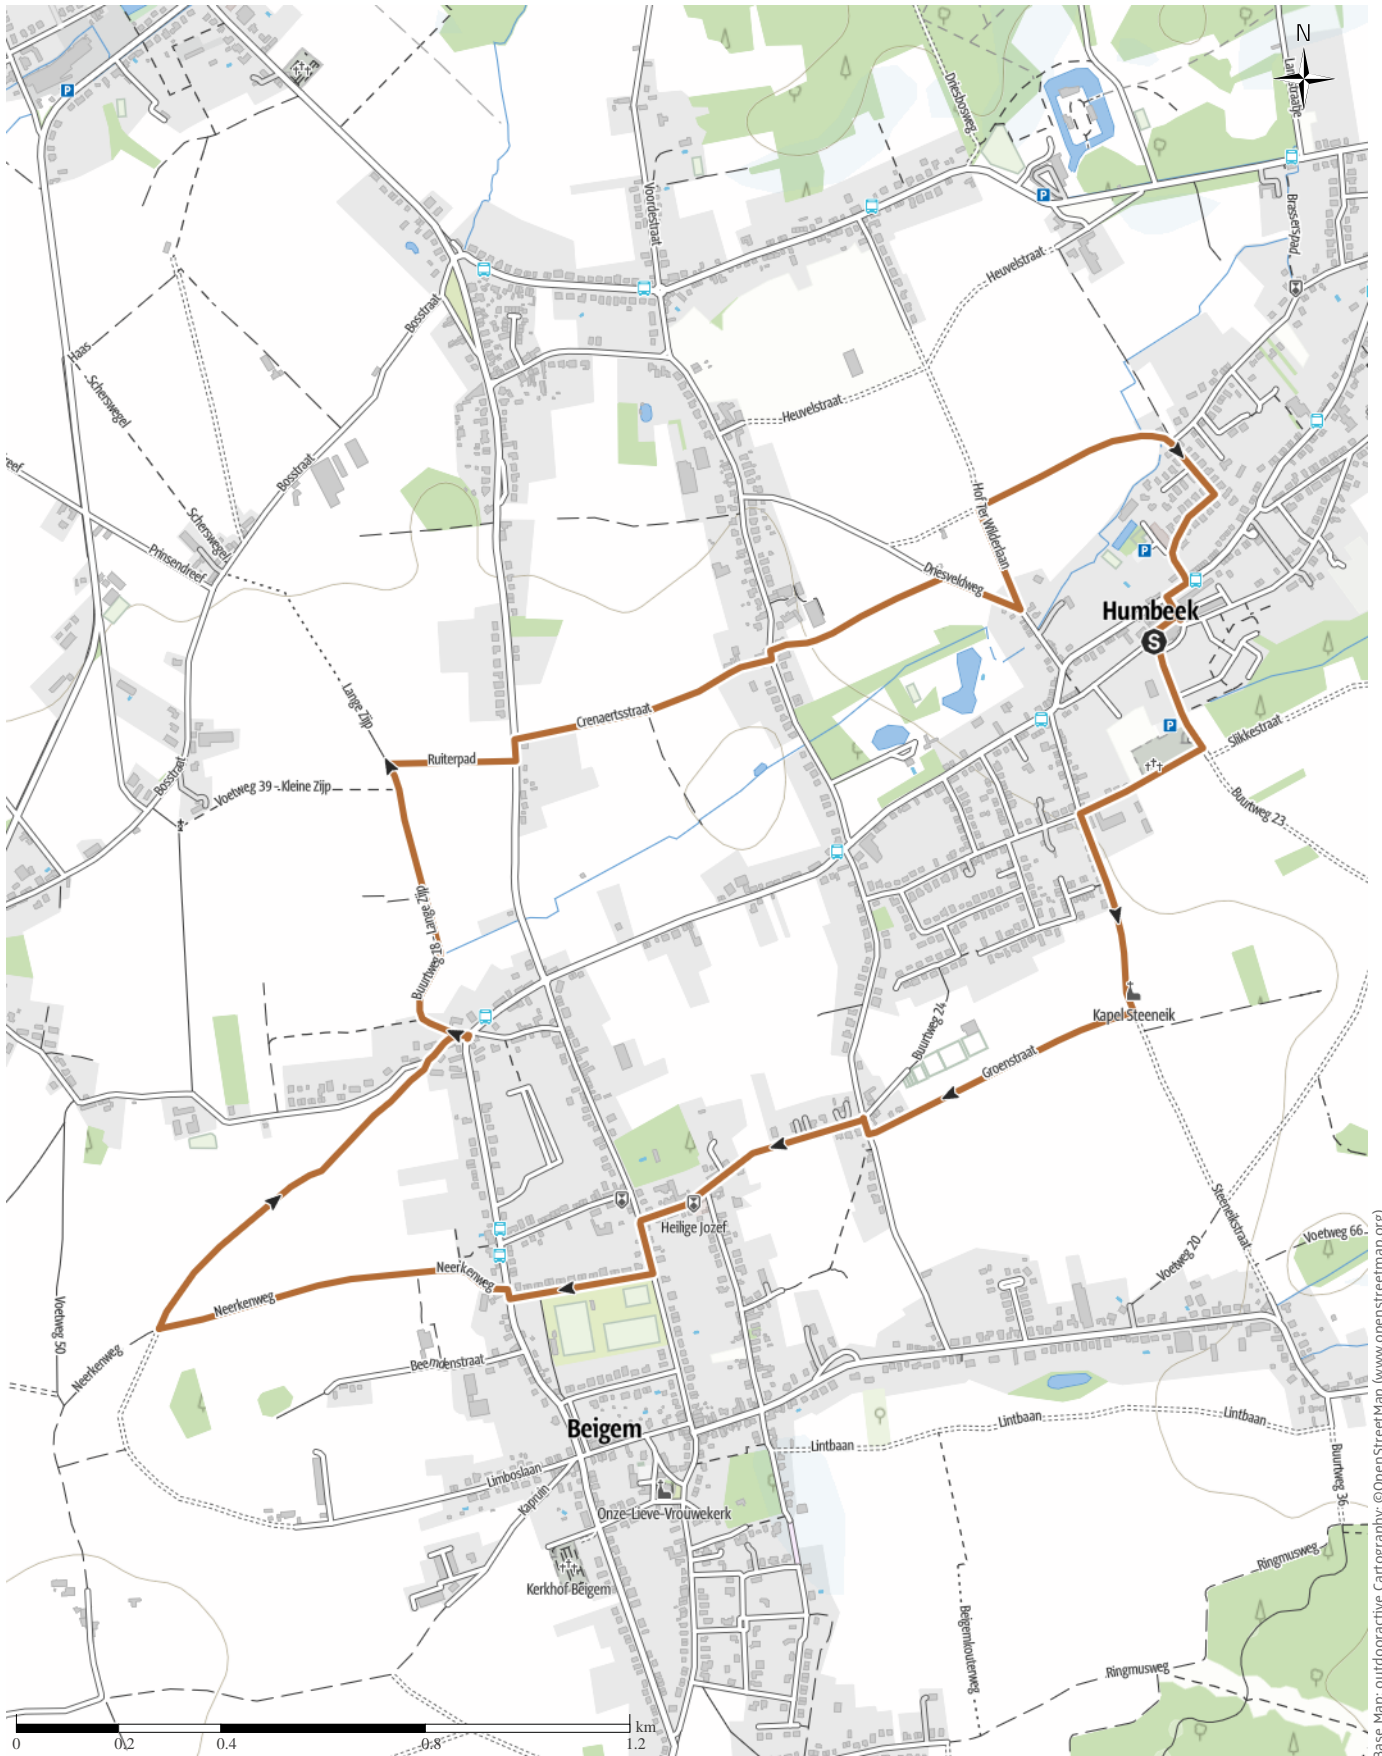 N
P
Driesbosweg
Lan straatje
Voordestraat
P
Brasserspad
Heuvelstraat
Bosstraat
Haas
Scherswegel
Heuvelstraat
reef
Bosstraat
Hof Ter Wilderlaan
Scherswegel
Prinsendreef
P
Driesveldweg
Humbeek
S
Lange Zijp
Crenaertsstraat
P
Slikkestraat
Ruiterpad
Bosstraat
Voetweg 39 - Kleine Zijp
Buurtweg 23
Buurtweg 18 - Lange Zijp
Kapel Steeneik
Buurtweg 24
Groenstraat
Steeneikstraat
Heilige Jozef
Voetweg 20
Voetweg 66
Neerkenweg
Neerkenweg
Voetweg 50
Neerkenweg
Beemdenstraat
Beigem
Lintbaan
Lintbaan
Lintbaan
Limboslaan
Kapruin
Buurtweg 36
Onze-Lieve-Vrouwekerk
Ringmusweg
Kerkhof Beigem
Beigemkouterweg
Ringmusweg
km
0 0.2 0.4 0.8 1.2
Base Map: outdooractive Cartography; ©OpenStreetMap (www.openstreetmap.org)